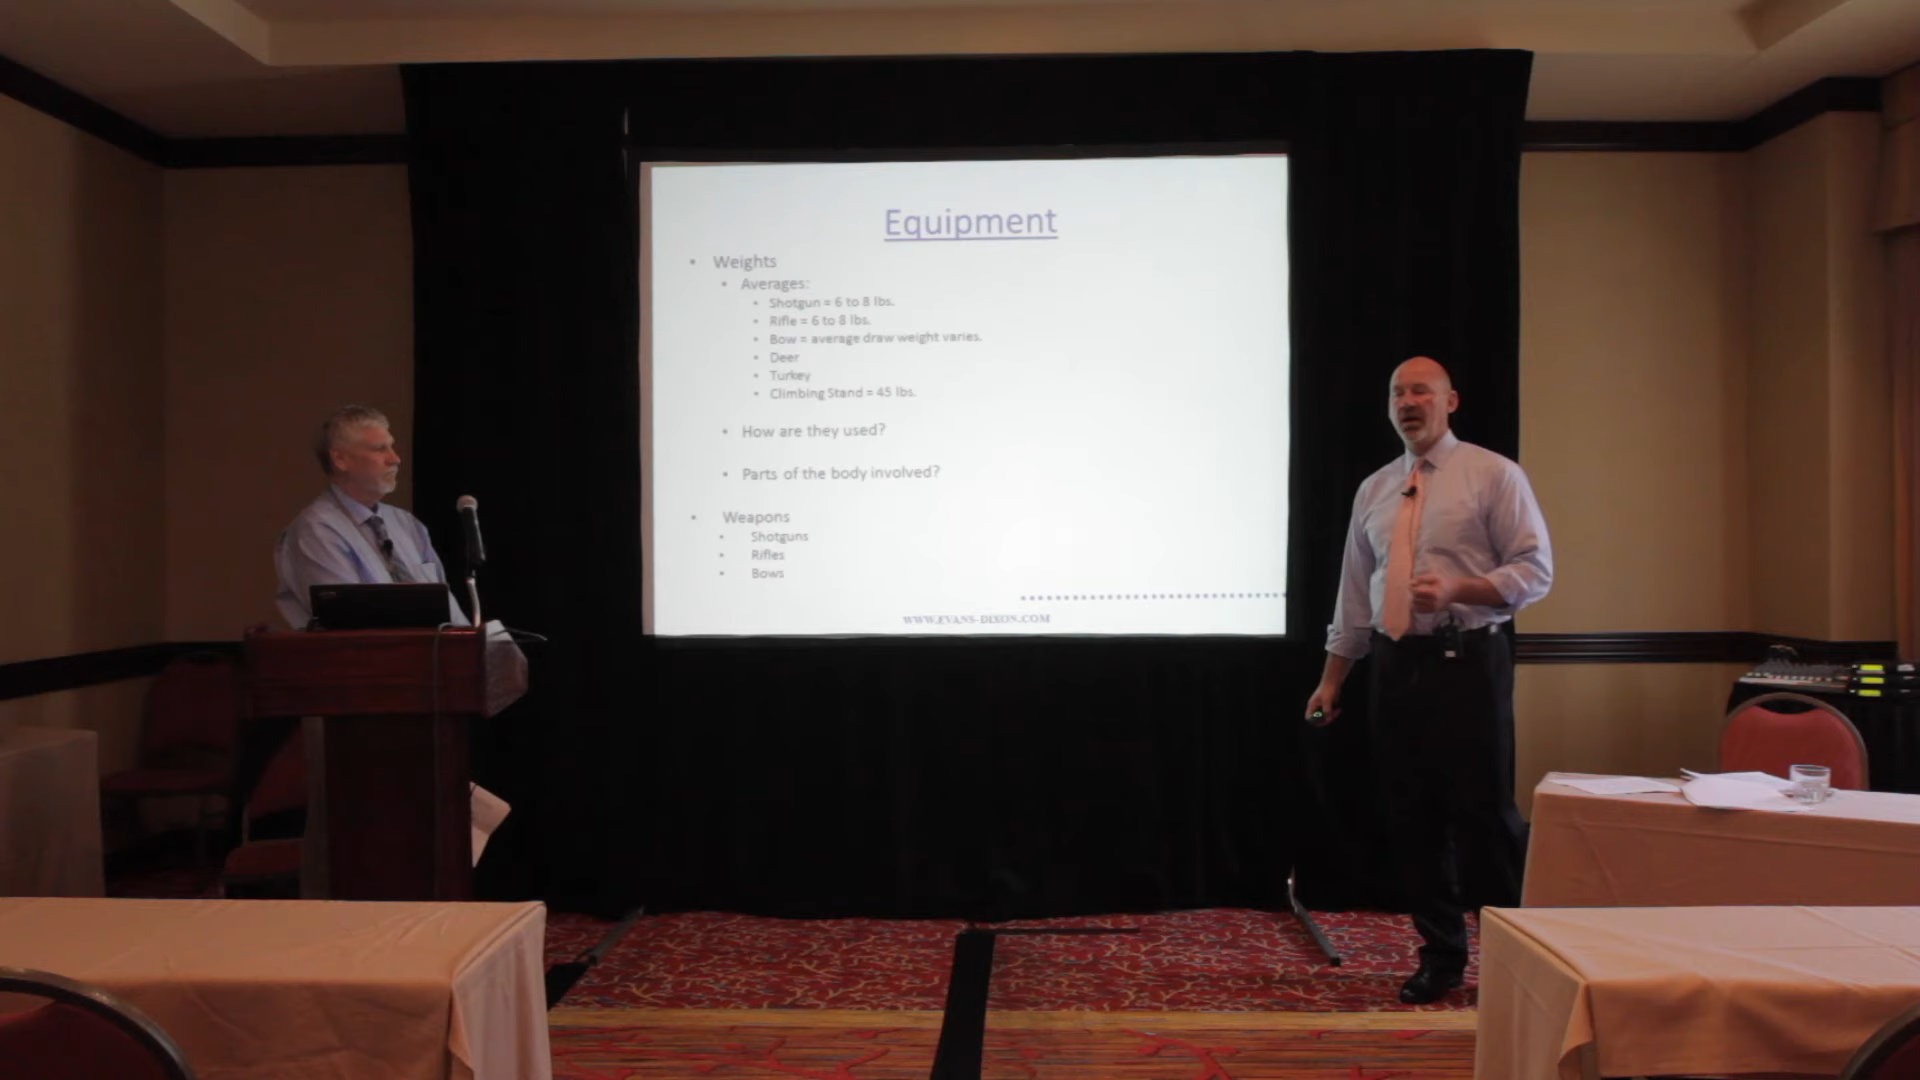 Equipment
• Weights
• Averages:
• Shotgun = 6 to 8 lbs.
• Rifle = 6 to 8 lbs.
• Bow = average draw weight varies.
• Deer
• Turkey
• Climbing Stand = 45 lbs.
• How are they used?
• Parts of the body involved?
• Weapons
• Shotguns
• Rifles
• Bows
WWW.EVANS-DIXON.COM